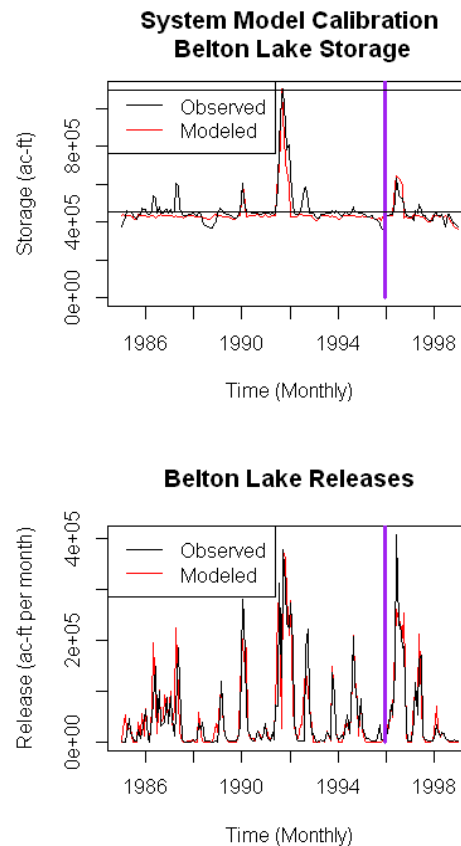 System Model Calibration
Belton Lake Storage
Observed
Modeled
Storage (ac-ft)
0e+00
4e+05
8e+05
1986
1990
1994
1998
Time (Monthly)
Belton Lake Releases
Observed
Modeled
Release (ac-ft per month)
0e+00
2e+05
4e+05
1986
1990
1994
1998
Time (Monthly)